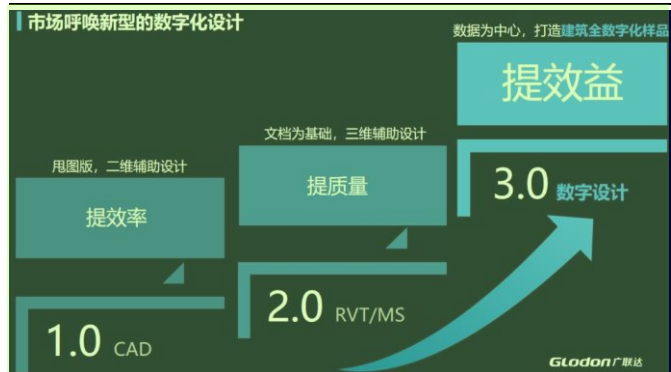 市场呼唤新型的数字化设计
数据为中心，打造建筑全数字化样品
提效益
文档为基础，三维辅助设计
提质量
甩图版，二维辅助设计
提效率
3.0 数字设计
2.0 RVT/MS
1.0 CAD
GLodon广联达